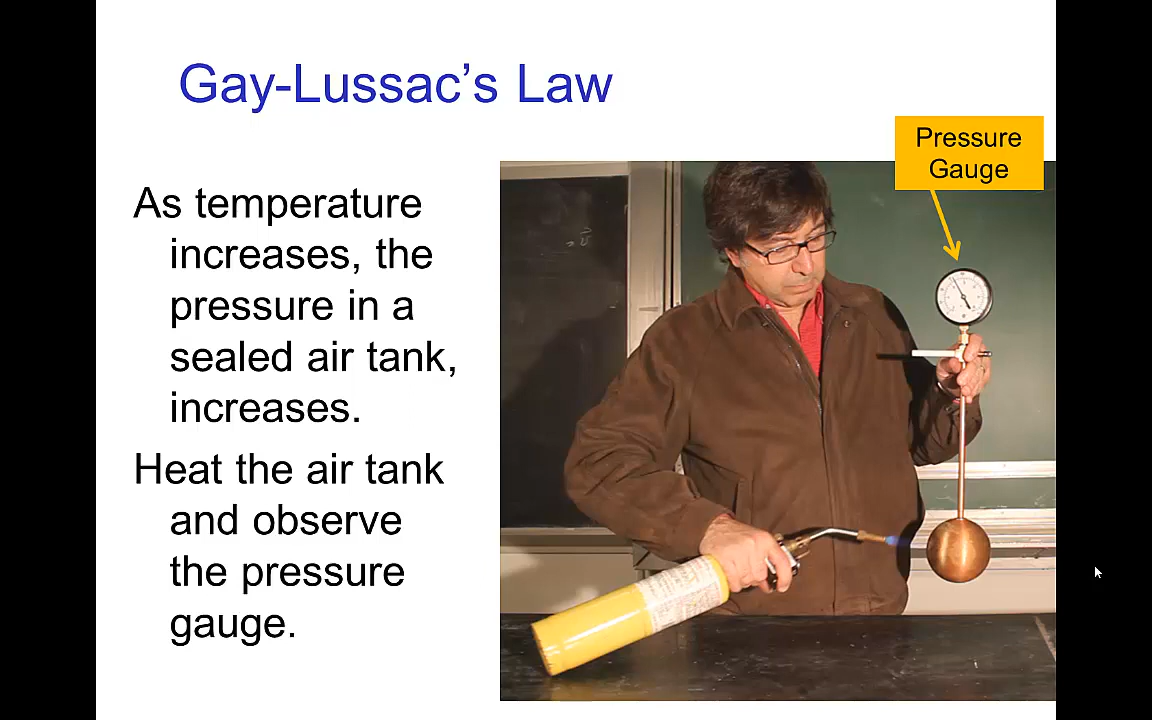 Gay-Lussac’s Law
Pressure
Gauge
As temperature
increases, the
pressure in a
sealed air tank,
increases.
Heat the air tank
and observe
the pressure
gauge.